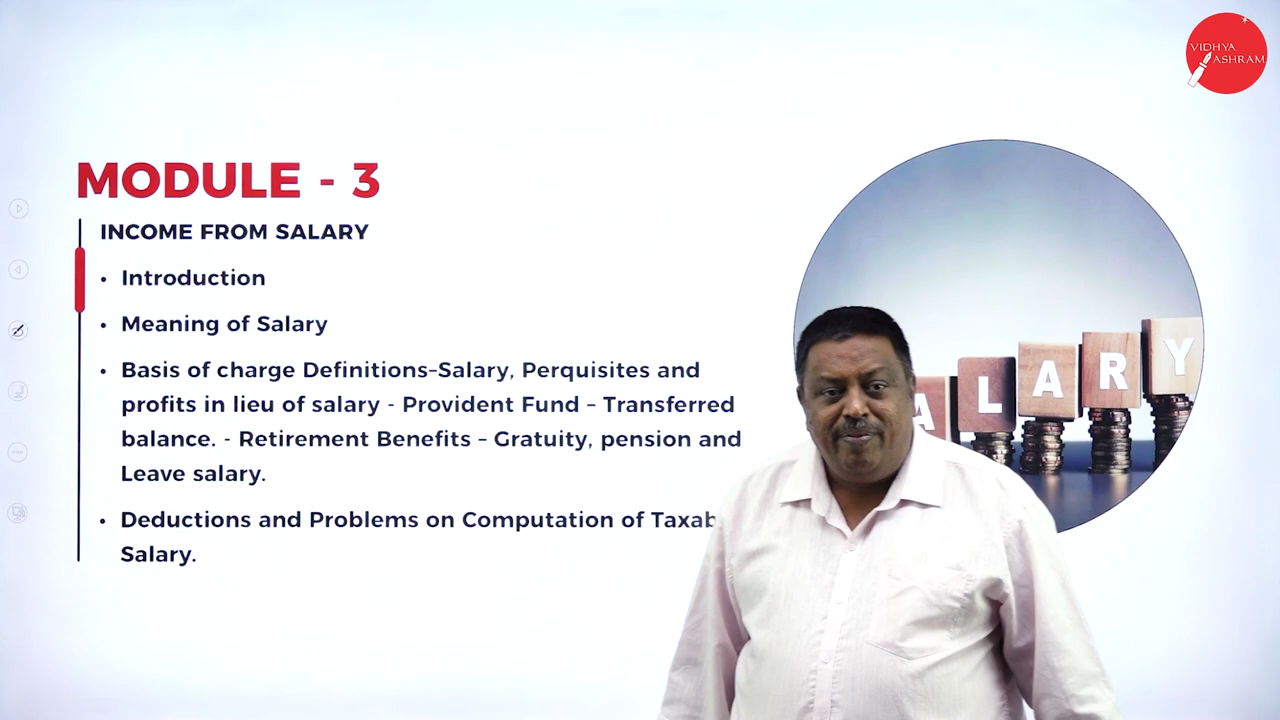 VIDHYA
ASHRAM
MODULE - 3
INCOME FROM SALARY
• Introduction
• Meaning of Salary
• Basis of charge Definitions–Salary, Perquisites and
profits in lieu of salary - Provident Fund – Transferred
balance. - Retirement Benefits – Gratuity, pension and
Leave salary.
• Deductions and Problems on Computation of
Salary.
A L A R Y